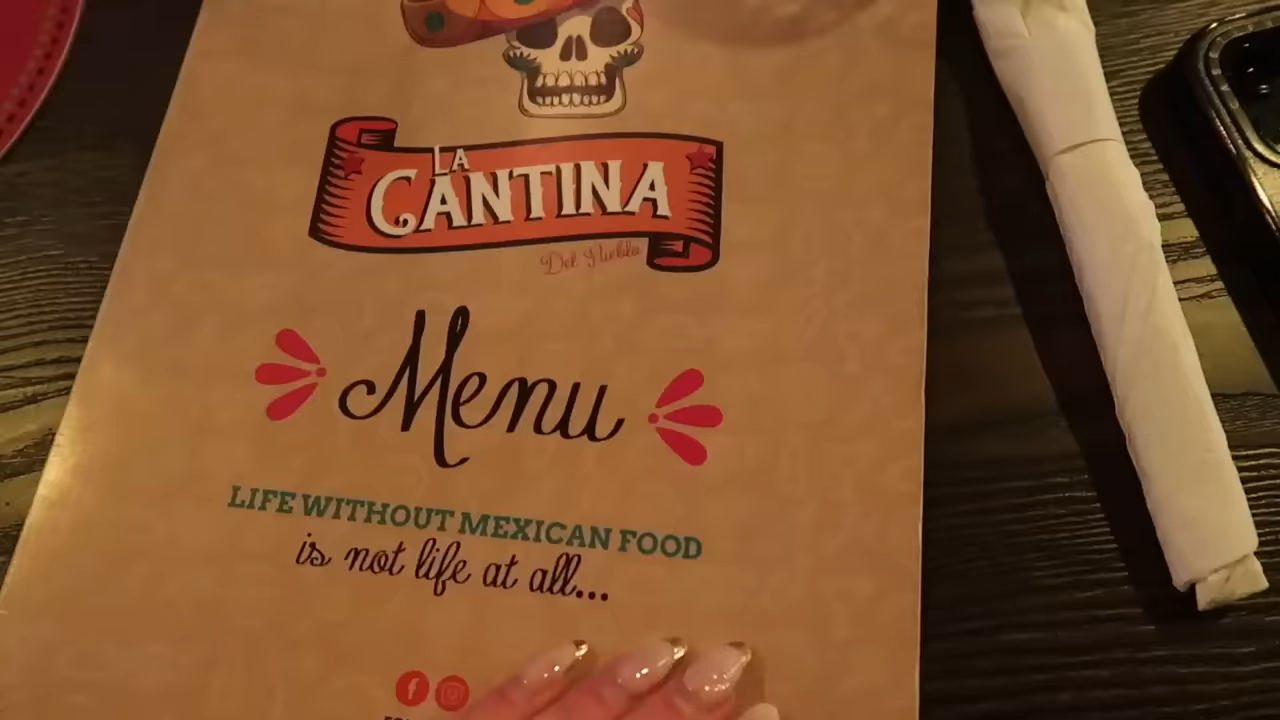 LA
CANTINA
Del Pueblo
Menu
LIFE WITHOUT MEXICAN FOOD
is not life at all...